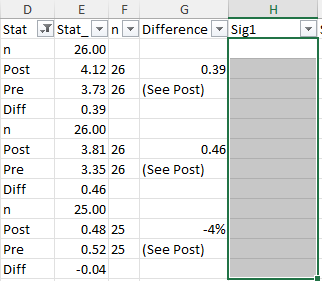 D E F G H
Stat Stat_ n Difference Sig1
n 26.00
Post 4.12 26 0.39
Pre 3.73 26 (See Post)
Diff 0.39
n 26.00
Post 3.81 26 0.46
Pre 3.35 26 (See Post)
Diff 0.46
n 25.00
Post 0.48 25 -4%
Pre 0.52 25 (See Post)
Diff -0.04